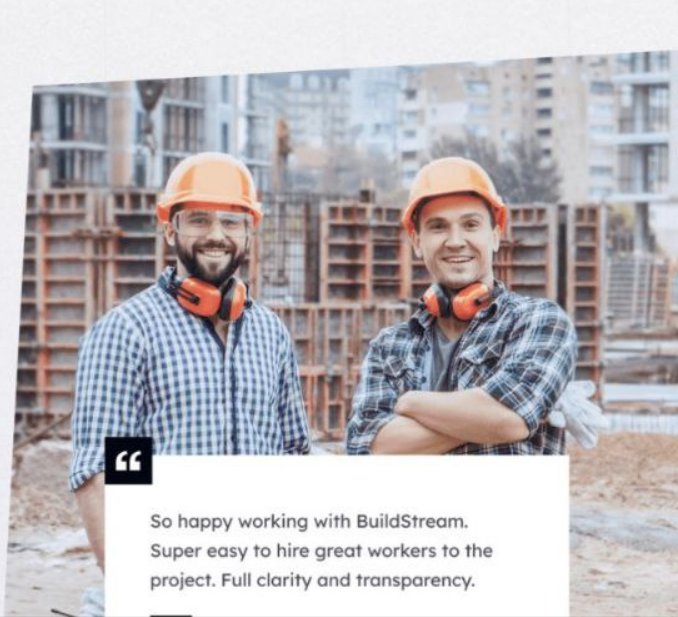 “
So happy working with BuildStream.
Super easy to hire great workers to the
project. Full clarity and transparency.